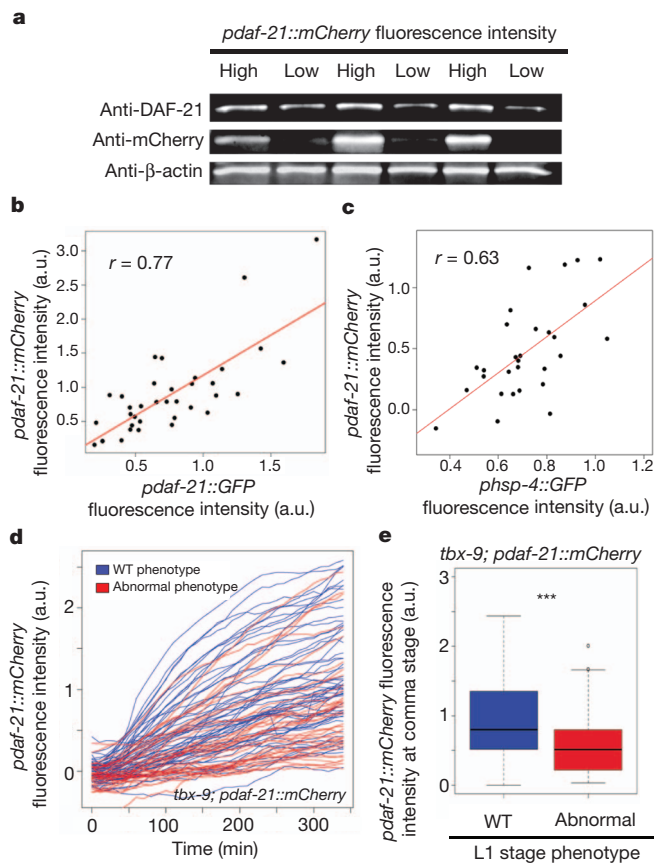 a
pdaf-21::mCherry fluorescence intensity
High Low High Low High Low
Anti-DAF-21
Anti-mCherry
Anti-β-actin
b
r = 0.77
pdaf-21::mCherry
fluorescence intensity (a.u.)
3.0
2.5
2.0
1.5
1.0
0.5
0.5 1.0 1.5
pdaf-21::GFP
fluorescence intensity (a.u.)
c
r = 0.63
pdaf-21::mCherry
fluorescence intensity (a.u.)
1.0
0.5
0.0
0.4 0.6 0.8 1.0 1.2
phsp-4::GFP
fluorescence intensity (a.u.)
d
WT phenotype
Abnormal phenotype
pdaf-21::mCherry
fluorescence intensity (a.u.)
2
1
0
tbx-9; pdaf-21::mCherry
0 100 200 300
Time (min)
e
tbx-9; pdaf-21::mCherry
***
pdaf-21::mCherry fluorescence
intensity at comma stage (a.u.)
3
2
1
0
WT Abnormal
L1 stage phenotype